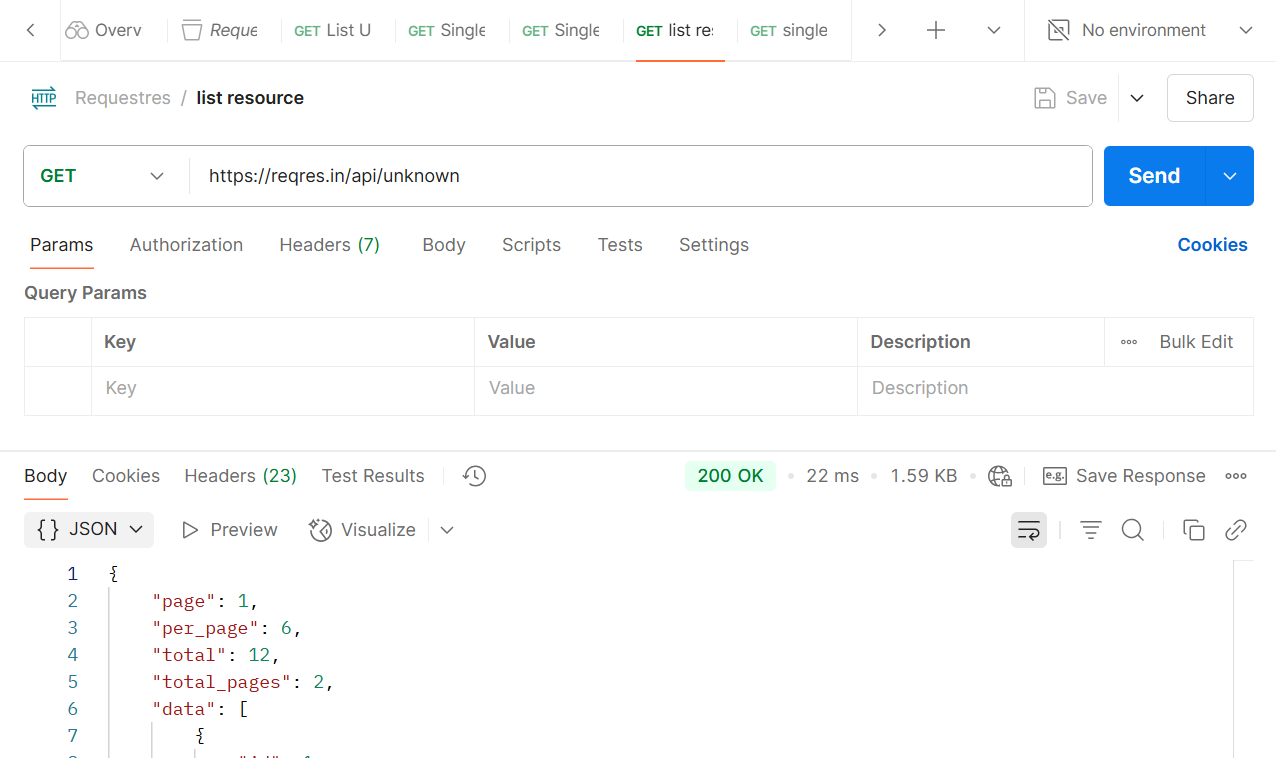 Overv Reque GET List U GET Single GET Single GET list res GET single No environment
HTTP Requestres / list resource Save Share
GET https://reqres.in/api/unknown Send
Params Authorization Headers (7) Body Scripts Tests Settings Cookies
Query Params
Key Value Description Bulk Edit
Key Value Description
Body Cookies Headers (23) Test Results 200 OK • 22 ms • 1.59 KB • e.g. Save Response
{} JSON Preview Visualize
1 {
2 "page": 1,
3 "per_page": 6,
4 "total": 12,
5 "total_pages": 2,
6 "data": [
7 {